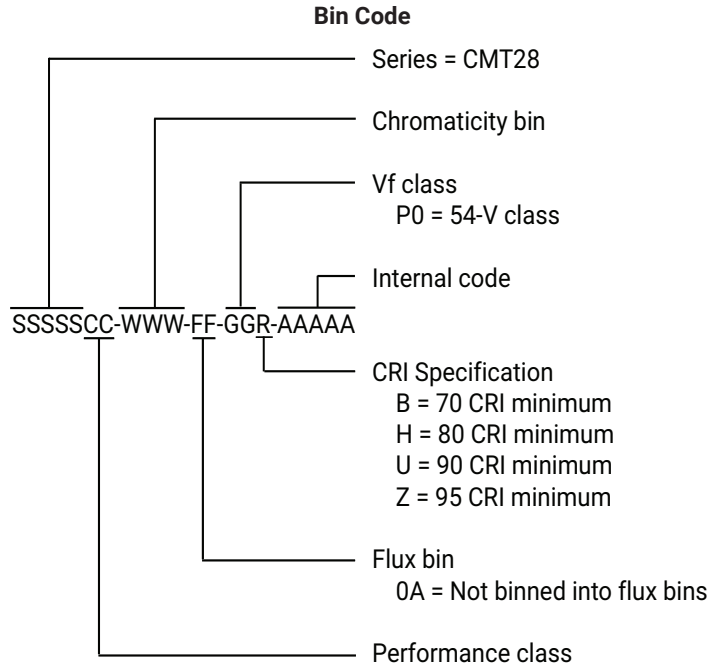 Bin Code
Series = CMT28
Chromaticity bin
Vf class
P0 = 54-V class
Internal code
SSSSSCC-WWW-FF-GGR-AAAAA
CRI Specification
B = 70 CRI minimum
H = 80 CRI minimum
U = 90 CRI minimum
Z = 95 CRI minimum
Flux bin
0A = Not binned into flux bins
Performance class